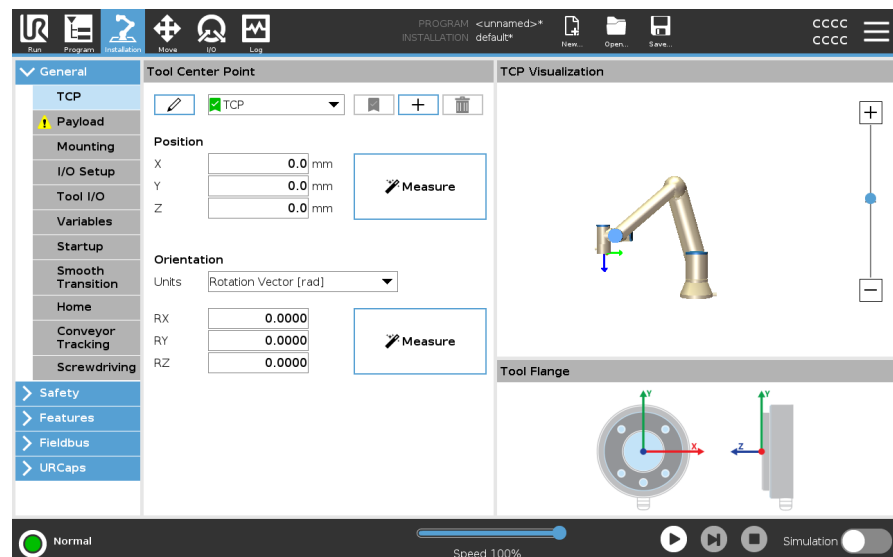 PROGRAM <unnamed>*
INSTALLATION default*
CCCC
CCCC
Run
Program
Installation
Move
I/O
Log
New...
Open...
Save...
General
TCP
Payload
Mounting
I/O Setup
Tool I/O
Variables
Startup
Smooth
Transition
Home
Conveyor
Tracking
Screwdriving
Safety
Features
Fieldbus
URCaps
Tool Center Point
TCP
Position
X 0.0 mm
Y 0.0 mm
Z 0.0 mm
Measure
Orientation
Units Rotation Vector [rad]
RX 0.0000
RY 0.0000
RZ 0.0000
Measure
TCP Visualization
Tool Flange
Y
X
Y
Z
Normal
Speed 100%
Simulation